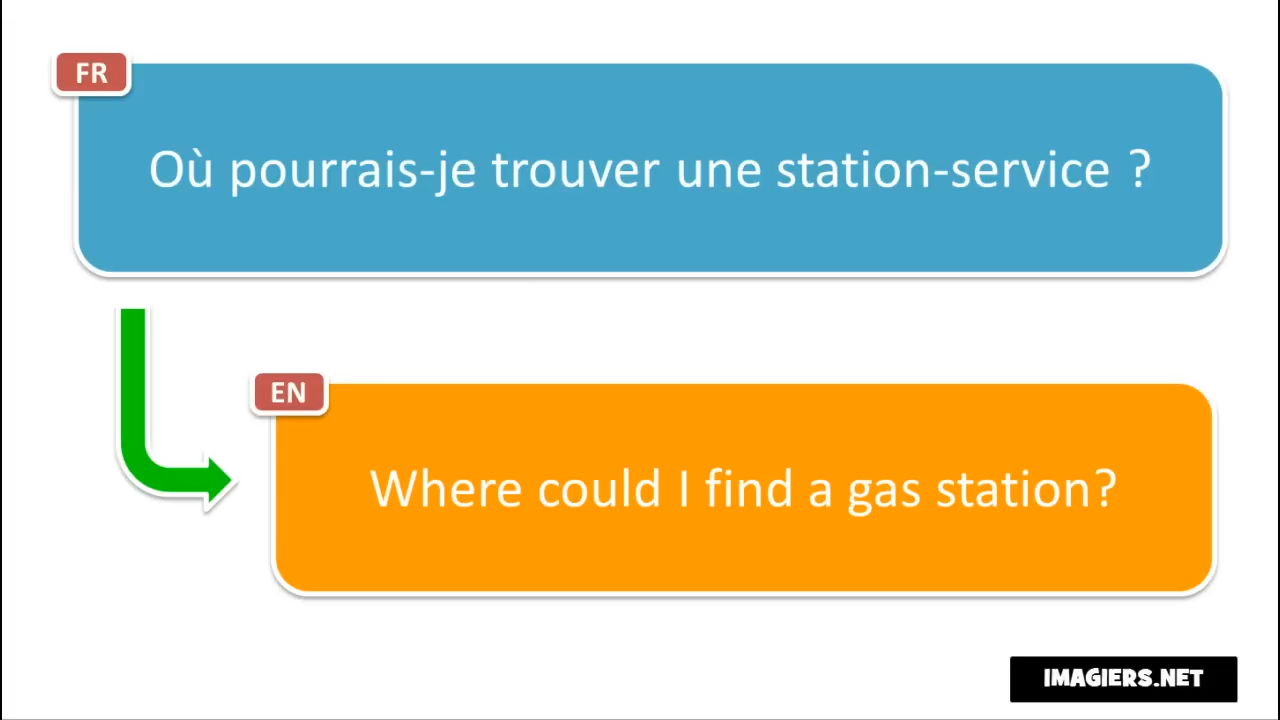 FR
Où pourrais-je trouver une station-service ?
EN
Where could I find a gas station?
IMAGIERS.NET